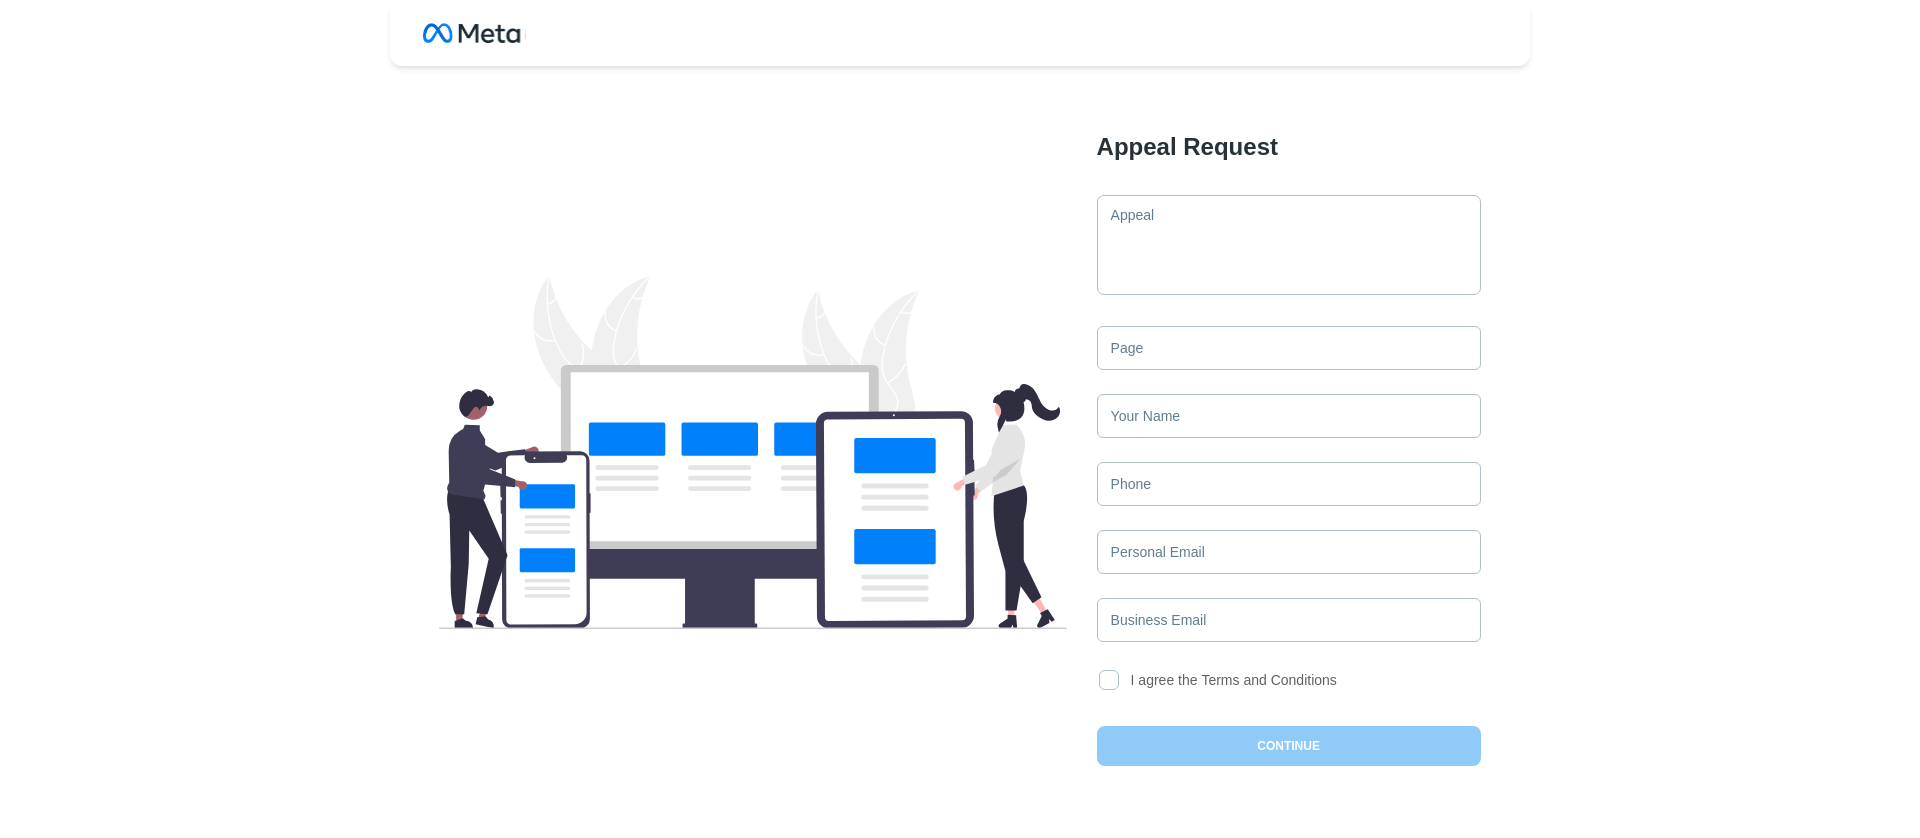 Meta
Appeal Request
Appeal
Page
Your Name
Phone
Personal Email
Business Email
I agree the Terms and Conditions
CONTINUE